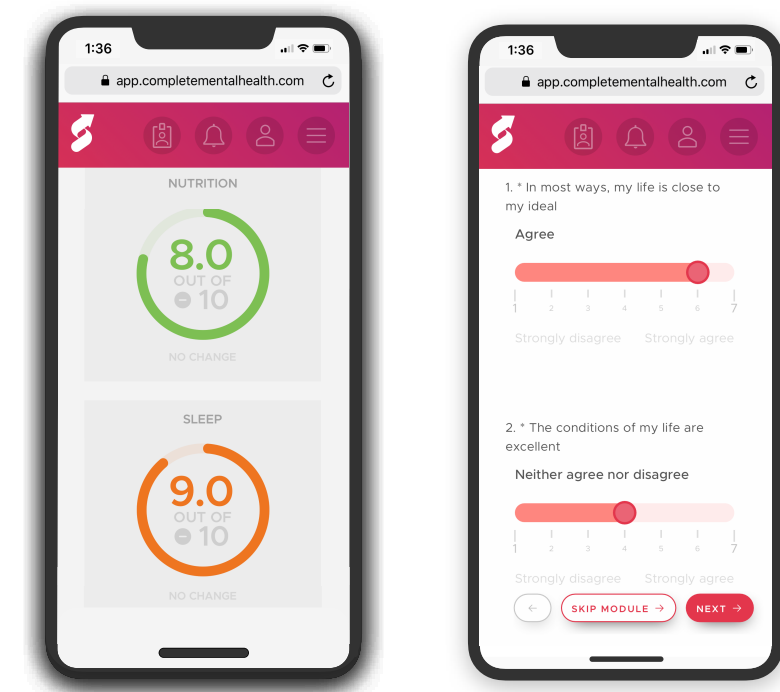 1:36
app.completementalhealth.com
NUTRITION
8.0
OUT OF
10
NO CHANGE
SLEEP
9.0
OUT OF
10
NO CHANGE
1:36
app.completementalhealth.com
1. * In most ways, my life is close to
my ideal
Agree
1 2 3 4 5 6 7
Strongly disagree Strongly agree
2. * The conditions of my life are
excellent
Neither agree nor disagree
1 2 3 4 5 6 7
Strongly disagree Strongly agree
← SKIP MODULE → NEXT →